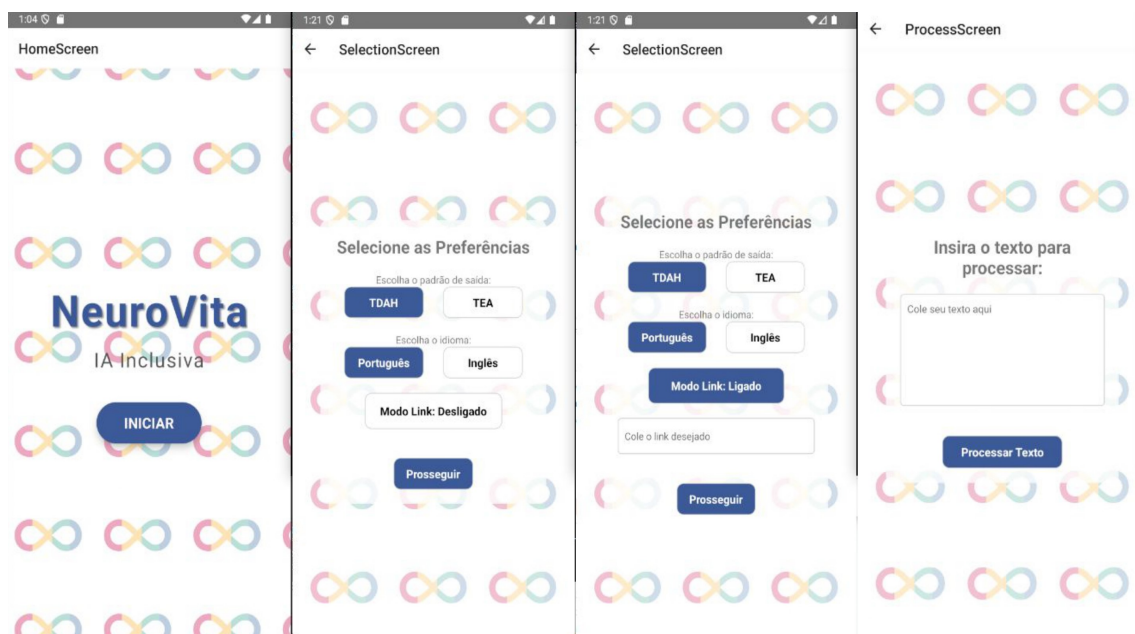 1:04
HomeScreen
NeuroVita
IA Inclusiva
INICIAR
1:21
SelectionScreen
Selecione as Preferências
Escolha o padrão de saída:
TDAH TEA
Escolha o idioma:
Português Inglês
Modo Link: Desligado
Prosseguir
1:21
SelectionScreen
Selecione as Preferências
Escolha o padrão de saída:
TDAH TEA
Escolha o idioma:
Português Inglês
Modo Link: Ligado
Cole o link desejado
Prosseguir
ProcessScreen
Insira o texto para
processar:
Cole seu texto aqui
Processar Texto